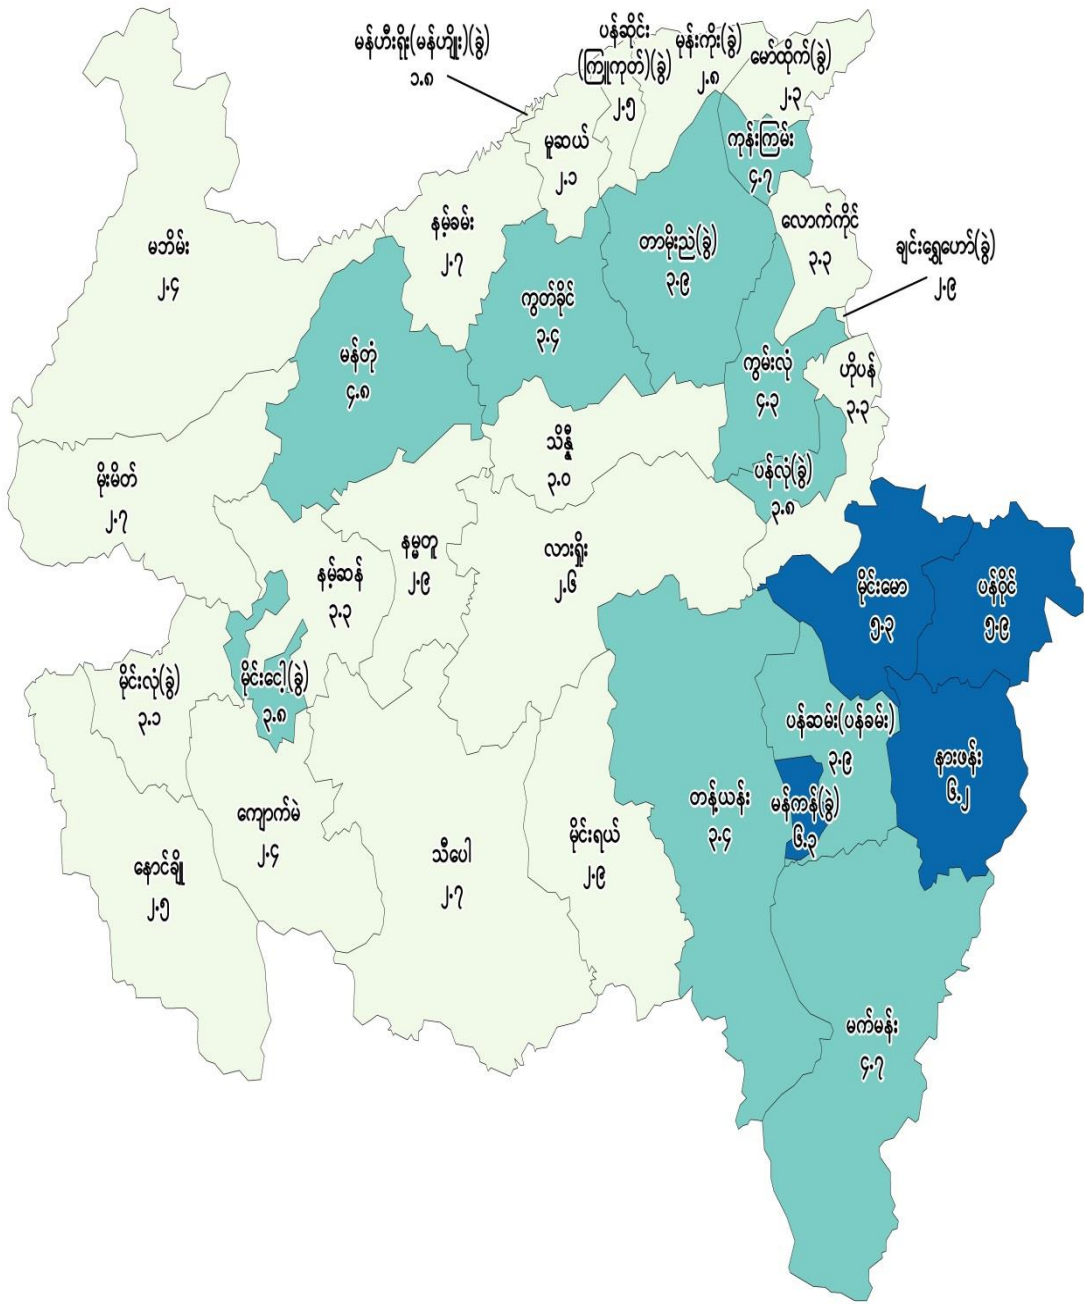 မန်ဟီးရိုး(မန်ဟျိုး)(ခွဲ)
၁.၈
ပန်ဆိုင်း
(ကြူကုတ်)(ခွဲ)
၂.၅
မုန်းကိုး(ခွဲ)
၂.၈
မော်ထိုက်(ခွဲ)
၂.၃
မူဆယ်
၂.၁
ကုန်းကြမ်း
၄.၇
နမ့်ခမ်း
၂.၇
လောက်ကိုင်
၃.၃
ချင်းရွှေဟော်(ခွဲ)
၂.၉
တာမိုးညဲ(ခွဲ)
၃.၉
မဘိမ်း
၂.၄
ကွတ်ခိုင်
၃.၄
မန်တုံ
၄.၈
ကွမ်းလုံ
၄.၃
ဟိုပန်
၃.၃
သိန္နီ
၃.၀
ပန်လုံ(ခွဲ)
၃.၈
မိုးမိတ်
၂.၇
နမ္မတူ
၂.၉
လားရှိုး
၂.၆
နမ့်ဆန်
၃.၃
မိုင်းမော
၅.၃
ပန်ဝိုင်
၅.၉
မိုင်းလုံ(ခွဲ)
၃.၁
မိုင်းငေါ့(ခွဲ)
၃.၈
ပန်ဆမ်း(ပန်ခမ်း)
၃.၉
နားဖန်း
၆.၂
တန့်ယန်း
၃.၄
မန်ကန်(ခွဲ)
၆.၃
ကျောက်မဲ
၂.၄
မိုင်းရယ်
၂.၉
သီပေါ
၂.၇
နောင်ချို
၂.၅
မက်မန်း
၄.၇